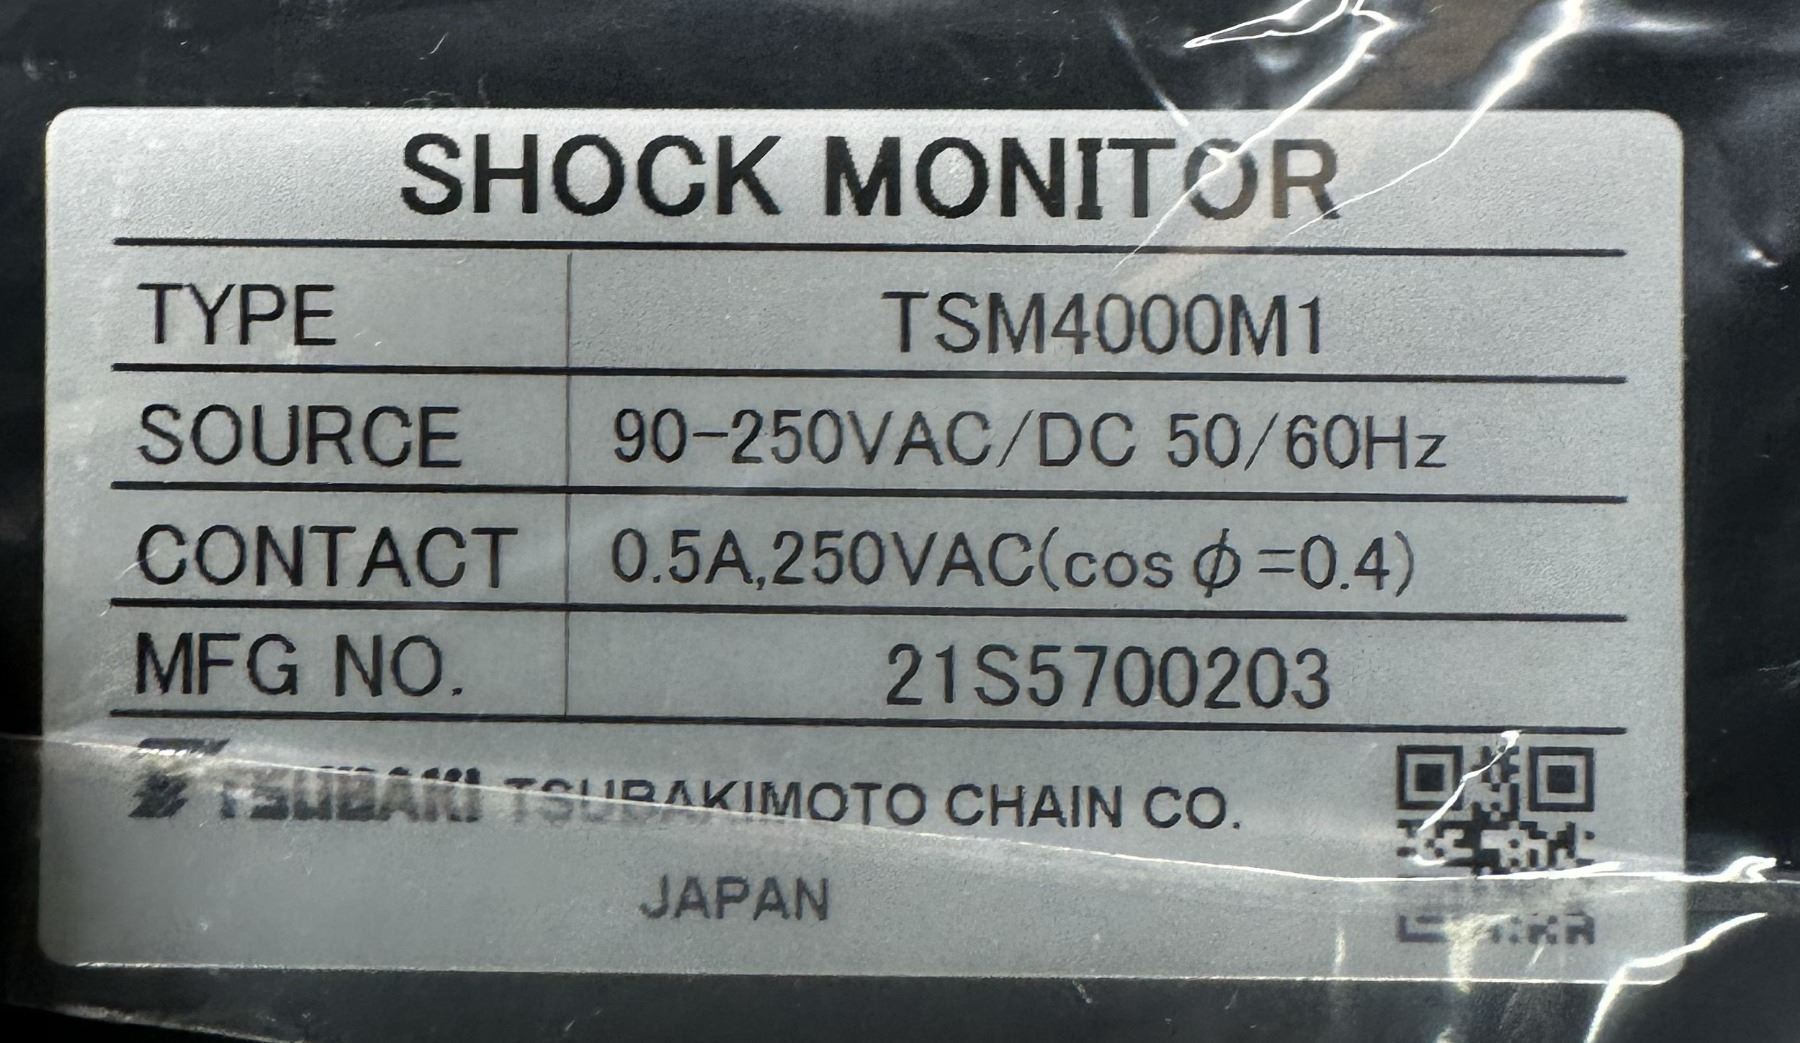 SHOCK MONITOR
TYPE TSM4000M1
SOURCE 90-250VAC/DC 50/60Hz
CONTACT 0.5A,250VAC(cos ϕ=0.4)
MFG NO. 21S5700203
TSUBAKI TSUBAKIMOTO CHAIN CO.
JAPAN